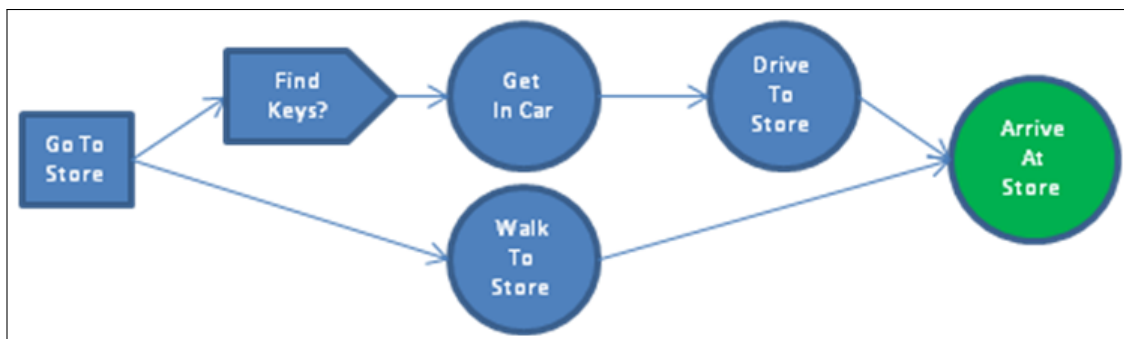 Go To
Store
Find
Keys?
Get
In Car
Drive
To
Store
Walk
To
Store
Arrive
At
Store